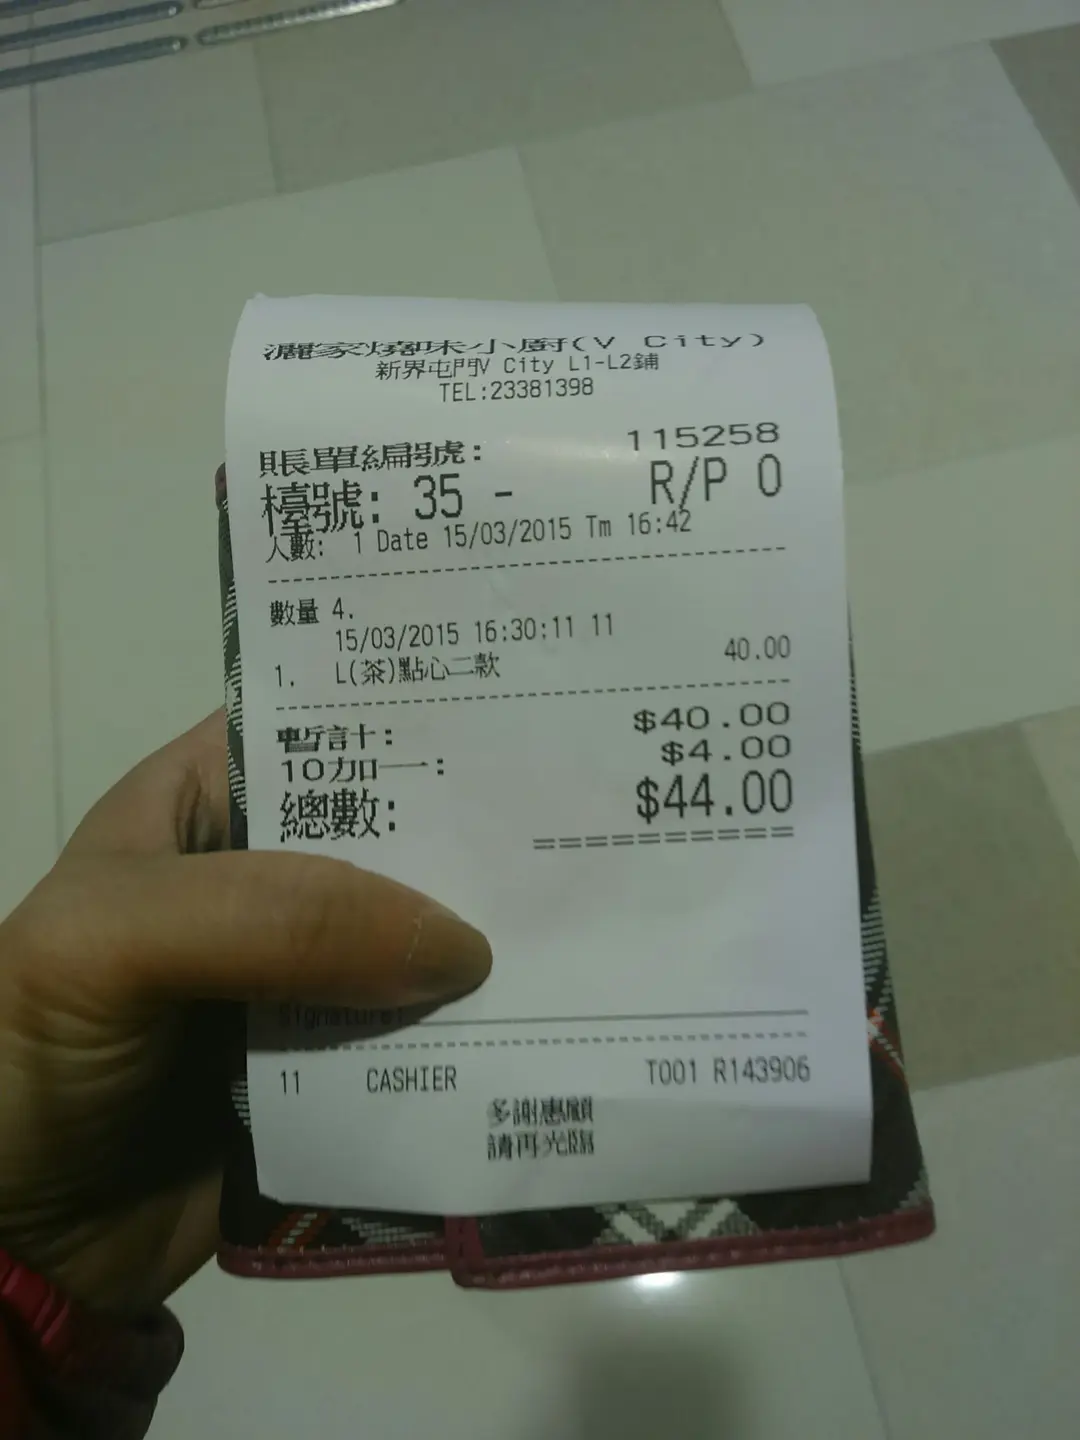 灑家燒味小廚(V City)
新界屯門V City L1-L2鋪
TEL:23381398
賬單編號: 115258
檯號: 35 - R/P 0
人數: 1 Date 15/03/2015 Tm 16:42
數量 4.
15/03/2015 16:30:11 11
1. L(茶)點心二款 40.00
暫計: $40.00
10加一: $4.00
總數: $44.00
Signature:
11 CASHIER T001 R143906
多謝惠顧
請再光臨